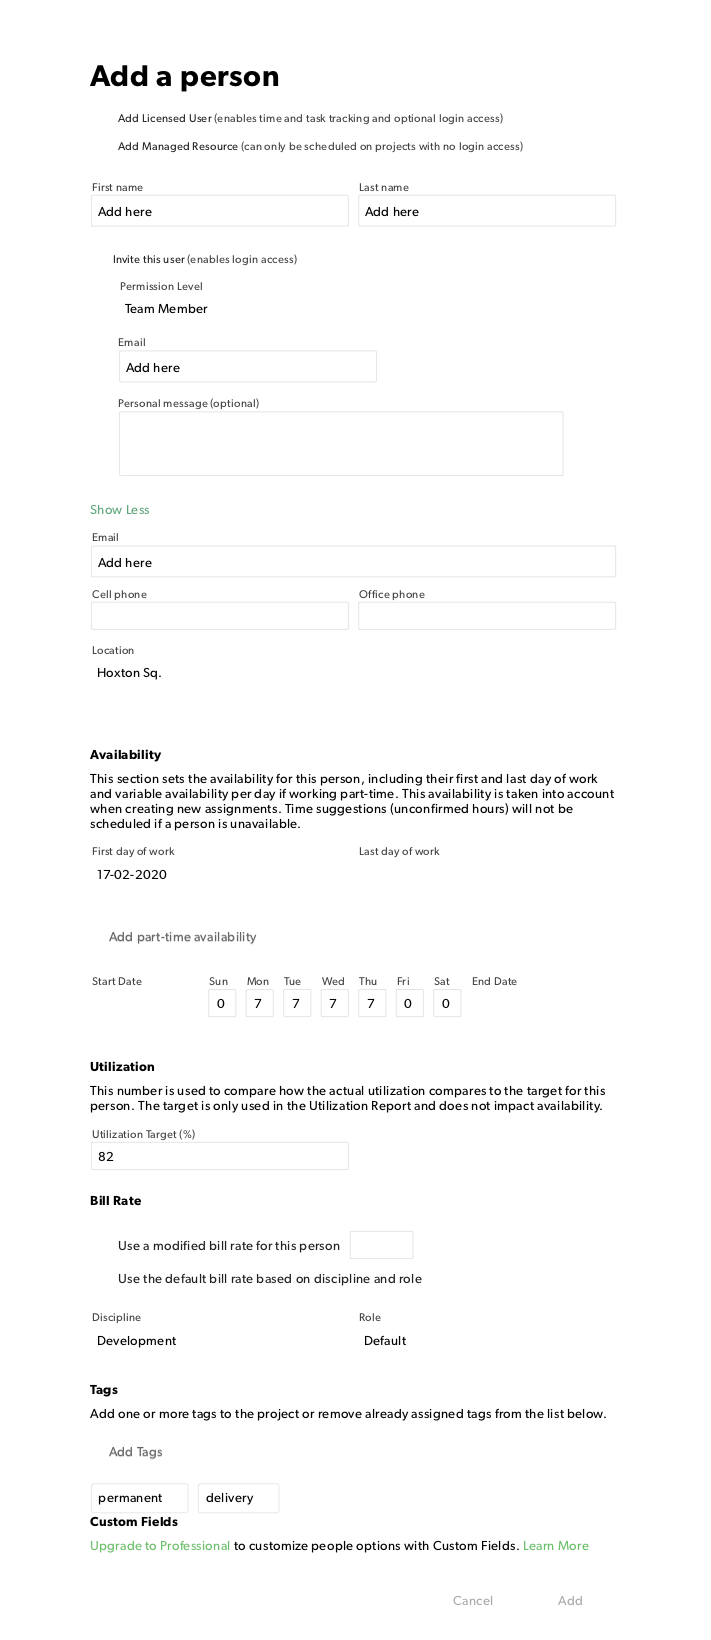 Add a person
Add Licensed User (enables time and task tracking and optional login access)
Add Managed Resource (can only be scheduled on projects with no login access)
First name Last name
Add here Add here
Invite this user (enables login access)
Permission Level
Team Member
Email
Add here
Personal message (optional)
Show Less
Email
Add here
Cell phone Office phone
Location
Hoxton Sq.
Availability
This section sets the availability for this person, including their first and last day of work
and variable availability per day if working part-time. This availability is taken into account
when creating new assignments. Time suggestions (unconfirmed hours) will not be
scheduled if a person is unavailable.
First day of work Last day of work
17-02-2020
Add part-time availability
Start Date Sun Mon Tue Wed Thu Fri Sat End Date
0 7 7 7 7 0 0
Utilization
This number is used to compare how the actual utilization compares to the target for this
person. The target is only used in the Utilization Report and does not impact availability.
Utilization Target (%)
82
Bill Rate
Use a modified bill rate for this person
Use the default bill rate based on discipline and role
Discipline Role
Development Default
Tags
Add one or more tags to the project or remove already assigned tags from the list below.
Add Tags
permanent delivery
Custom Fields
Upgrade to Professional to customize people options with Custom Fields. Learn More
Cancel Add